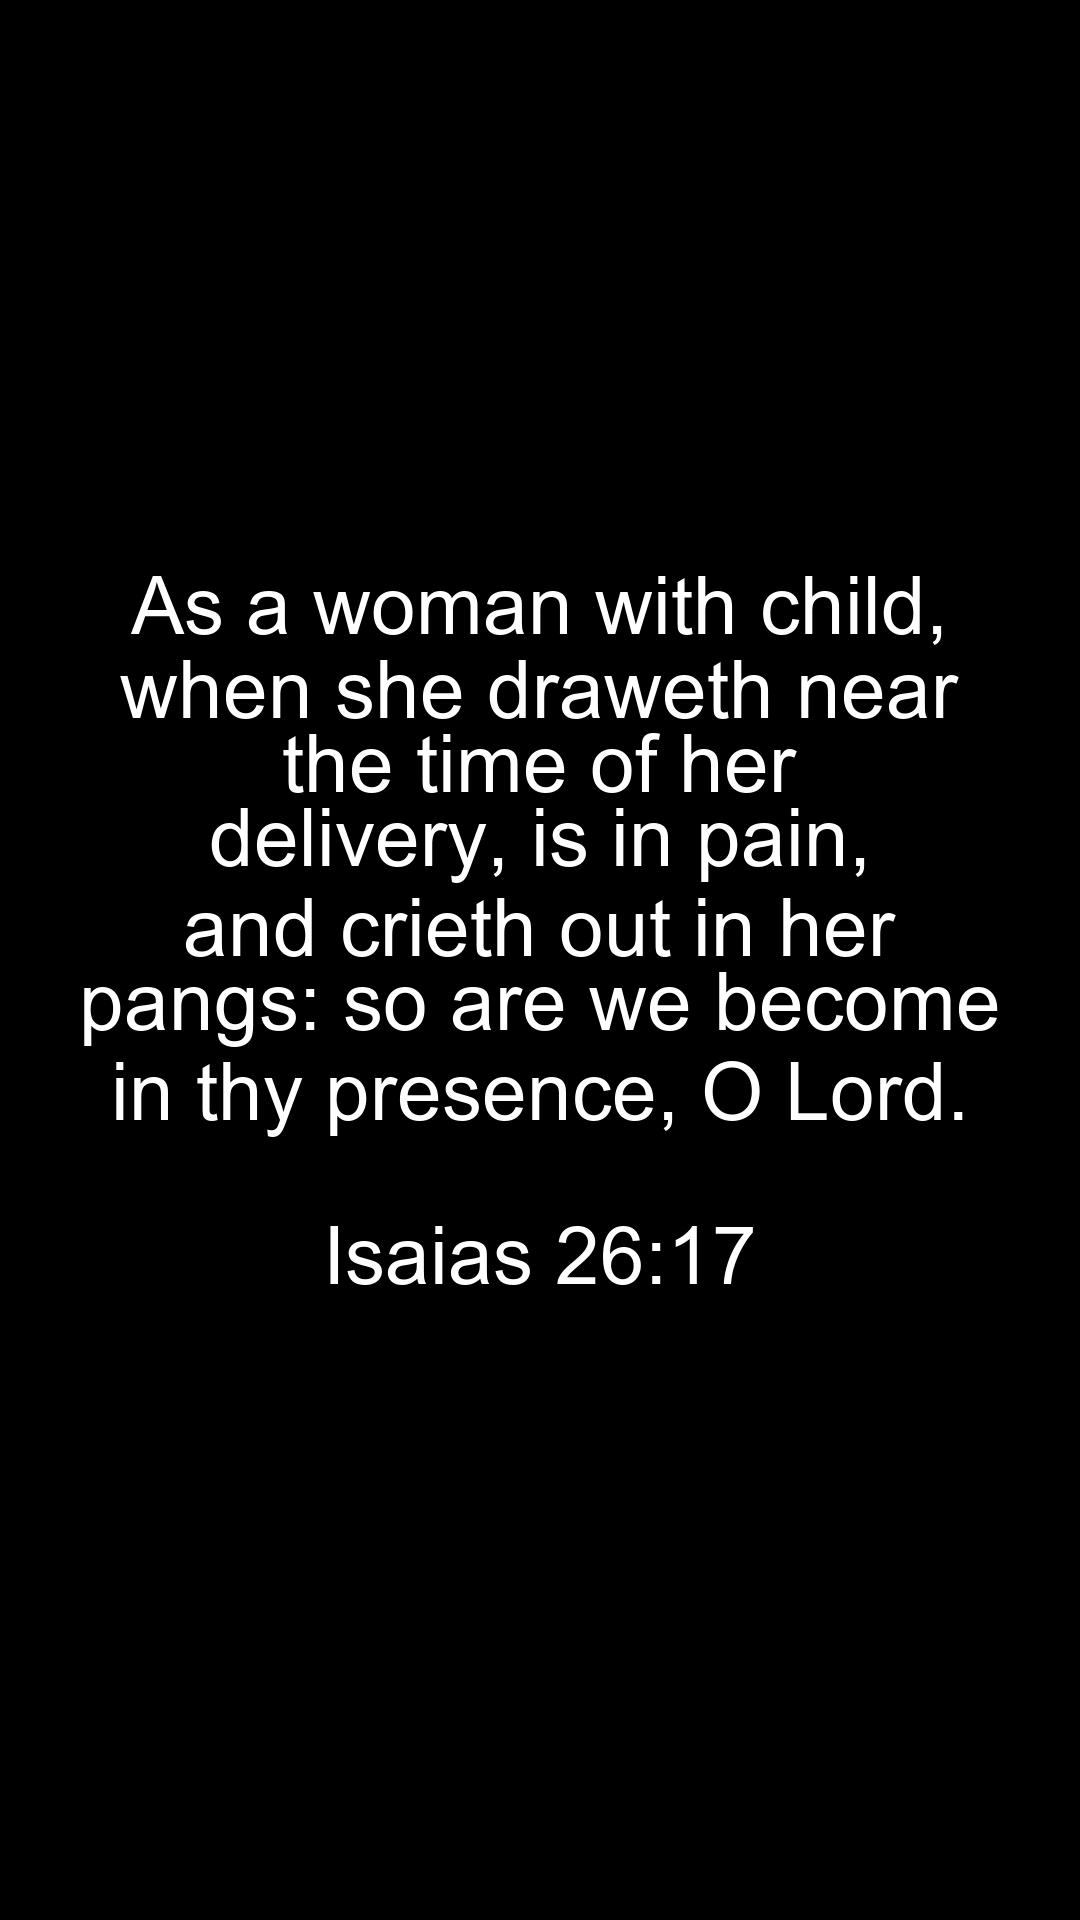 As a woman with child,
when she draweth near
the time of her
delivery, is in pain,
and crieth out in her
pangs: so are we become
in thy presence, O Lord.
Isaias 26:17